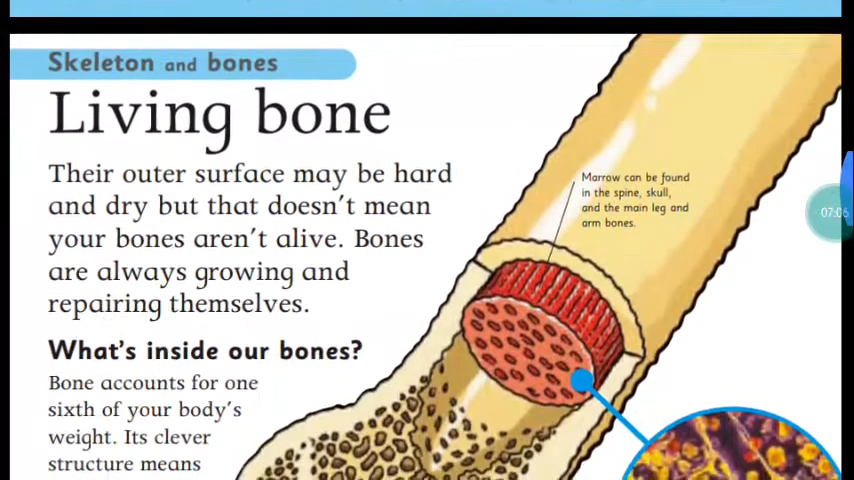 Skeleton and bones
Living bone
Their outer surface may be hard
and dry but that doesn't mean
your bones aren't alive. Bones
are always growing and
repairing themselves.
What's inside our bones?
Bone accounts for one
sixth of your body's
weight. Its clever
structure means
Marrow can be found
in the spine, skull,
and the main leg and
arm bones.
07:06